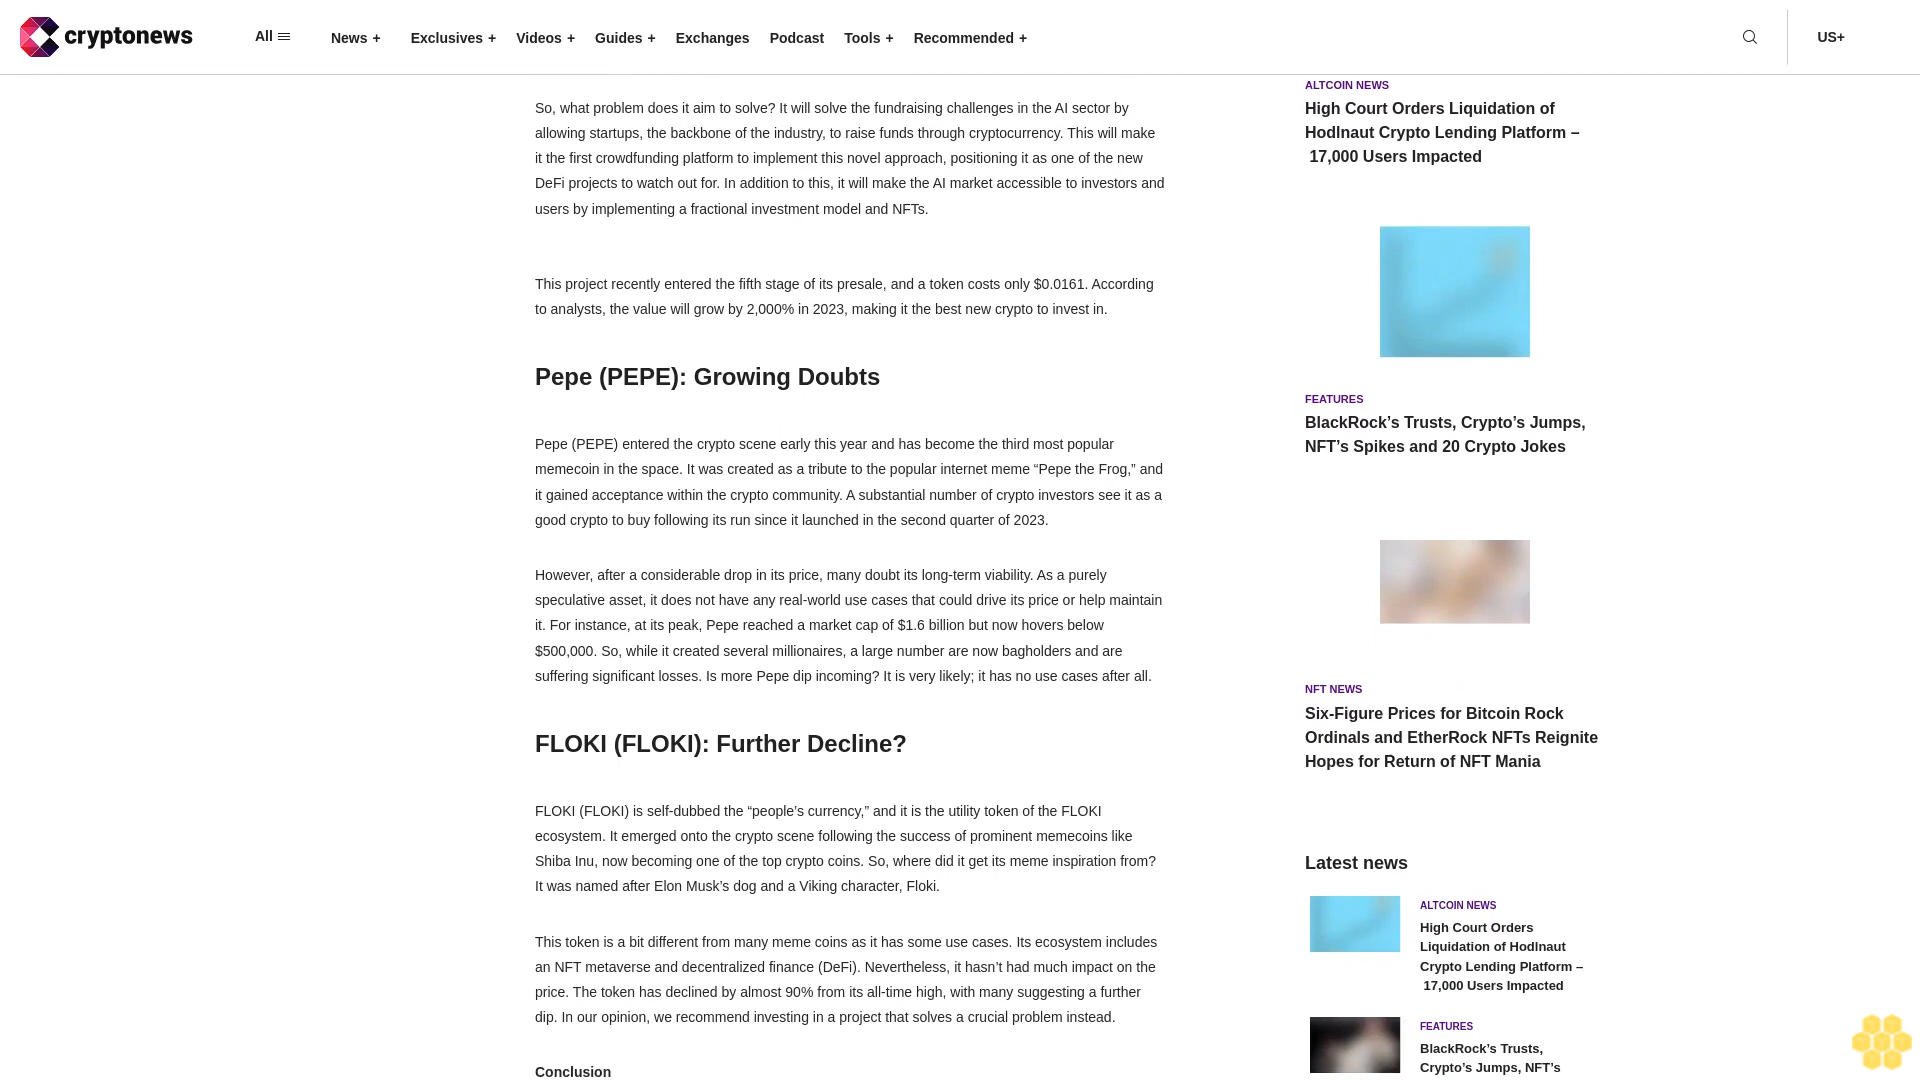 cryptonews
All
News +
Exclusives +
Videos +
Guides +
Exchanges
Podcast
Tools +
Recommended +
US+
So, what problem does it aim to solve? It will solve the fundraising challenges in the AI sector by
allowing startups, the backbone of the industry, to raise funds through cryptocurrency. This will make
it the first crowdfunding platform to implement this novel approach, positioning it as one of the new
DeFi projects to watch out for. In addition to this, it will make the AI market accessible to investors and
users by implementing a fractional investment model and NFTs.
This project recently entered the fifth stage of its presale, and a token costs only $0.0161. According
to analysts, the value will grow by 2,000% in 2023, making it the best new crypto to invest in.
Pepe (PEPE): Growing Doubts
Pepe (PEPE) entered the crypto scene early this year and has become the third most popular
memecoin in the space. It was created as a tribute to the popular internet meme “Pepe the Frog,” and
it gained acceptance within the crypto community. A substantial number of crypto investors see it as a
good crypto to buy following its run since it launched in the second quarter of 2023.
However, after a considerable drop in its price, many doubt its long-term viability. As a purely
speculative asset, it does not have any real-world use cases that could drive its price or help maintain
it. For instance, at its peak, Pepe reached a market cap of $1.6 billion but now hovers below
$500,000. So, while it created several millionaires, a large number are now bagholders and are
suffering significant losses. Is more Pepe dip incoming? It is very likely; it has no use cases after all.
FLOKI (FLOKI): Further Decline?
FLOKI (FLOKI) is self-dubbed the “people’s currency,” and it is the utility token of the FLOKI
ecosystem. It emerged onto the crypto scene following the success of prominent memecoins like
Shiba Inu, now becoming one of the top crypto coins. So, where did it get its meme inspiration from?
It was named after Elon Musk’s dog and a Viking character, Floki.
This token is a bit different from many meme coins as it has some use cases. Its ecosystem includes
an NFT metaverse and decentralized finance (DeFi). Nevertheless, it hasn’t had much impact on the
price. The token has declined by almost 90% from its all-time high, with many suggesting a further
dip. In our opinion, we recommend investing in a project that solves a crucial problem instead.
Conclusion
ALTCOIN NEWS
High Court Orders Liquidation of
Hodlnaut Crypto Lending Platform –
17,000 Users Impacted
FEATURES
BlackRock’s Trusts, Crypto’s Jumps,
NFT’s Spikes and 20 Crypto Jokes
NFT NEWS
Six-Figure Prices for Bitcoin Rock
Ordinals and EtherRock NFTs Reignite
Hopes for Return of NFT Mania
Latest news
ALTCOIN NEWS
High Court Orders
Liquidation of Hodlnaut
Crypto Lending Platform –
17,000 Users Impacted
FEATURES
BlackRock’s Trusts,
Crypto’s Jumps, NFT’s